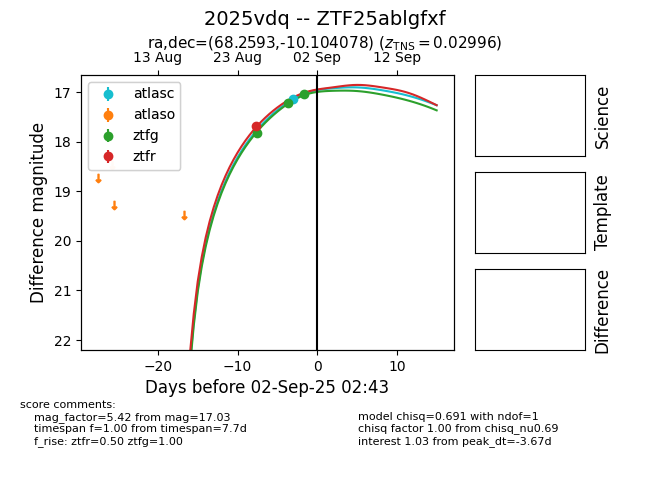 2025vdq -- ZTF25ablgfxf
ra,dec=(68.2593,-10.104078) (z_TNS = 0.02996)
13 Aug 23 Aug 02 Sep 12 Sep
atlasc
atlaso
ztfg
ztfr
17
18
19
20
21
22
Difference magnitude
−20 −10 0 10
Days before 02-Sep-25 02:43
Science
Template
Difference
score comments:
mag_factor=5.42 from mag=17.03
timespan f=1.00 from timespan=7.7d
f_rise: ztfr=0.50 ztfg=1.00
model chisq=0.691 with ndof=1
chisq factor 1.00 from chisq_nu0.69
interest 1.03 from peak_dt=-3.67d